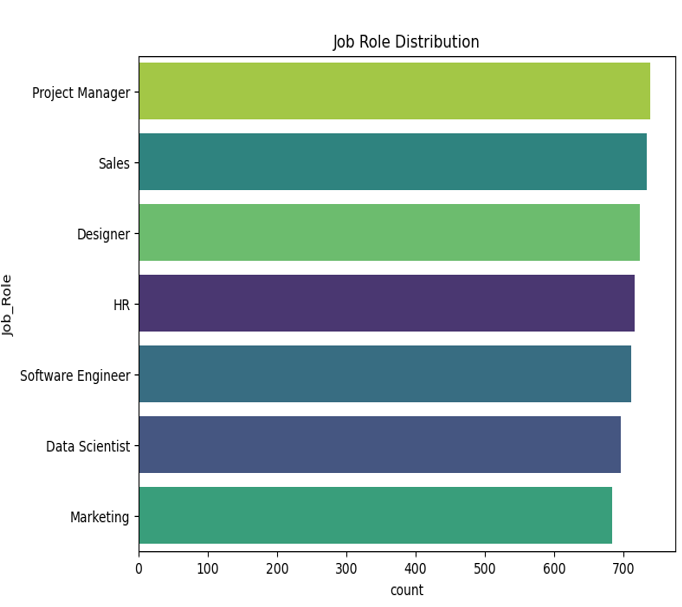 Job Role Distribution
Job_Role
Project Manager
Sales
Designer
HR
Software Engineer
Data Scientist
Marketing
0 100 200 300 400 500 600 700
count